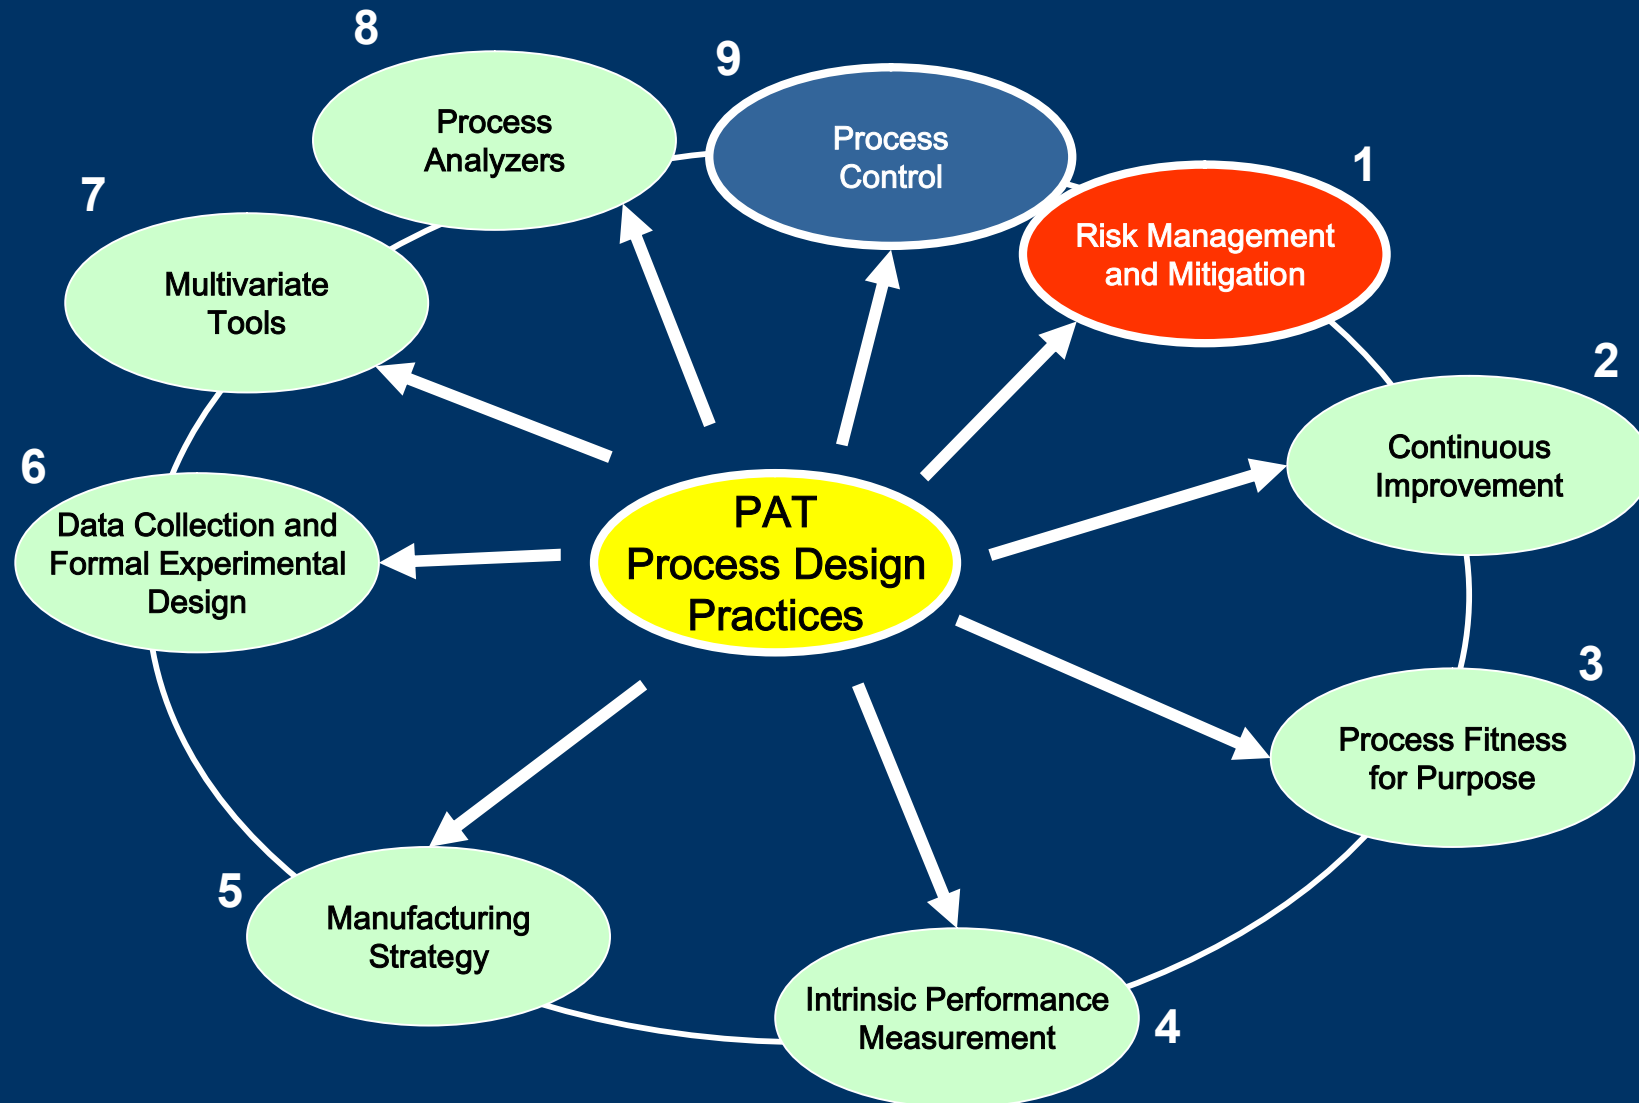 8
Process
Analyzers
9
Process
Control
1
Risk Management
and Mitigation
7
Multivariate
Tools
2
Continuous
Improvement
6
Data Collection and
Formal Experimental
Design
PAT
Process Design
Practices
3
Process Fitness
for Purpose
5
Manufacturing
Strategy
4
Intrinsic Performance
Measurement